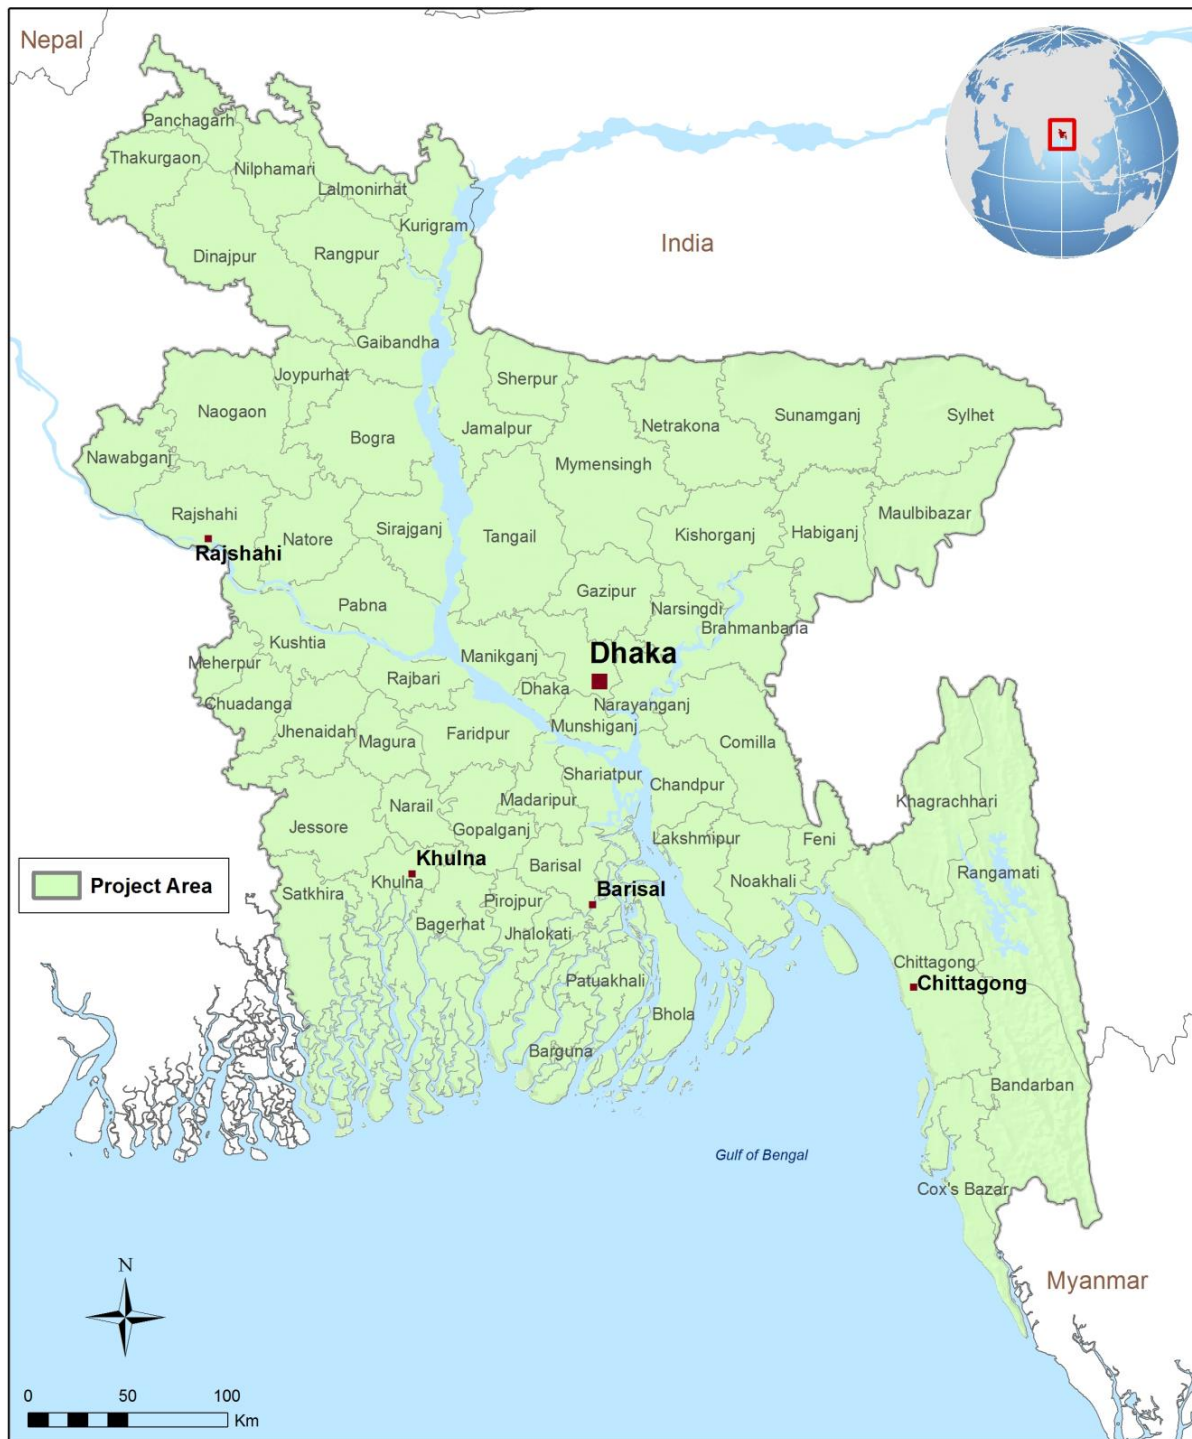 Nepal
Panchagarh
Thakurgaon
Nilphamari
Lalmonirhat
Kurigram
Dinajpur
Rangpur
India
Gaibandha
Joypurhat
Sherpur
Naogaon
Bogra
Jamalpur
Netrakona
Sunamganj
Sylhet
Nawabganj
Mymensingh
Rajshahi
Rajshahi
Natore
Sirajganj
Tangail
Kishorganj
Habiganj
Maulbibazar
Gazipur
Pabna
Narsingdi
Brahmanbaria
Kushtia
Meherpur
Manikganj
Dhaka
Rajbari
Dhaka
Chuadanga
Narayanganj
Jhenaidah
Magura
Faridpur
Munshiganj
Comilla
Shariatpur
Chandpur
Narail
Madaripur
Khagrachhari
Jessore
Gopalganj
Lakshmipur
Feni
Khulna
Barisal
Rangamati
Project Area
Satkhira
Khulna
Barisal
Noakhali
Pirojpur
Bagerhat
Jhalokati
Chittagong
Chittagong
Patuakhali
Bhola
Barguna
Bandarban
Gulf of Bengal
Cox's Bazar
Myanmar
N
0 50 100
Km